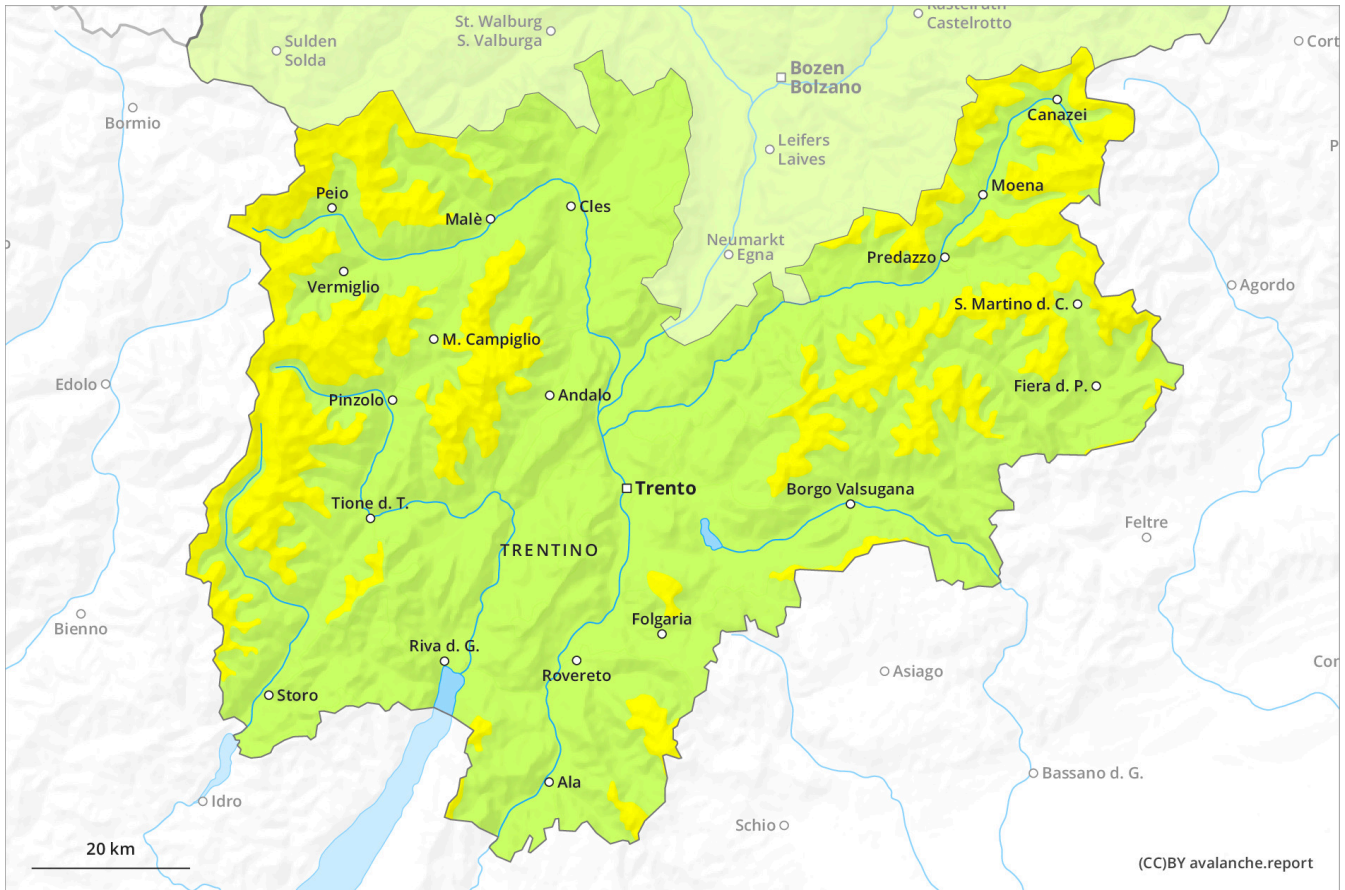 Kastelruth
Castelrotto
St. Walburg
S. Valburga
Sulden
Solda
Cort
Bozen
Bolzano
Bormio
Canazei
Leifers
Laives
Moena
Peio
Malè
Cles
Neumarkt
Egna
Predazzo
Vermiglio
Agordo
S. Martino d. C.
M. Campiglio
Edolo
Andalo
Fiera d. P.
Pinzolo
Trento
Borgo Valsugana
Tione d. T.
Feltre
TRENTINO
Bienno
Folgaria
Riva d. G.
Rovereto
Asiago
Cor
Storo
Ala
Bassano d. G.
Idro
Schio
20 km
(CC)BY avalanche.report